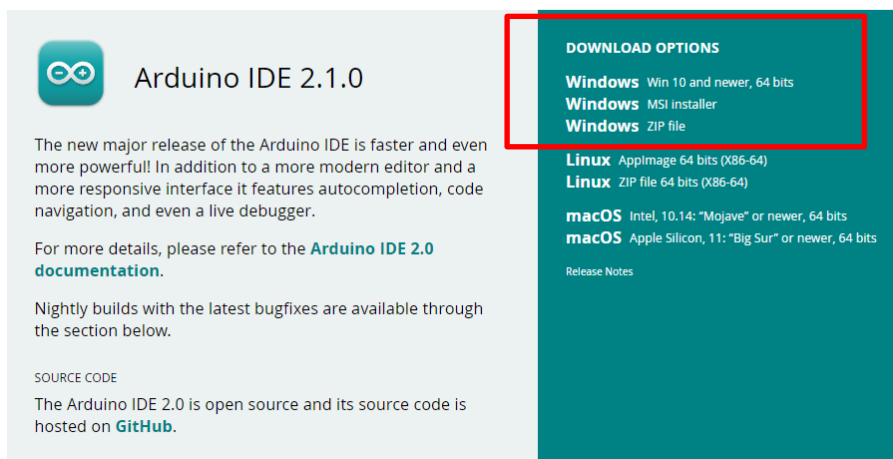 Arduino IDE 2.1.0
The new major release of the Arduino IDE is faster and even
more powerful! In addition to a more modern editor and a
more responsive interface it features autocompletion, code
navigation, and even a live debugger.
For more details, please refer to the Arduino IDE 2.0
documentation.
Nightly builds with the latest bugfixes are available through
the section below.
SOURCE CODE
The Arduino IDE 2.0 is open source and its source code is
hosted on GitHub.
DOWNLOAD OPTIONS
Windows Win 10 and newer, 64 bits
Windows MSI installer
Windows ZIP file
Linux AppImage 64 bits (X86-64)
Linux ZIP file 64 bits (X86-64)
macOS Intel, 10.14: “Mojave” or newer, 64 bits
macOS Apple Silicon, 11: “Big Sur” or newer, 64 bits
Release Notes